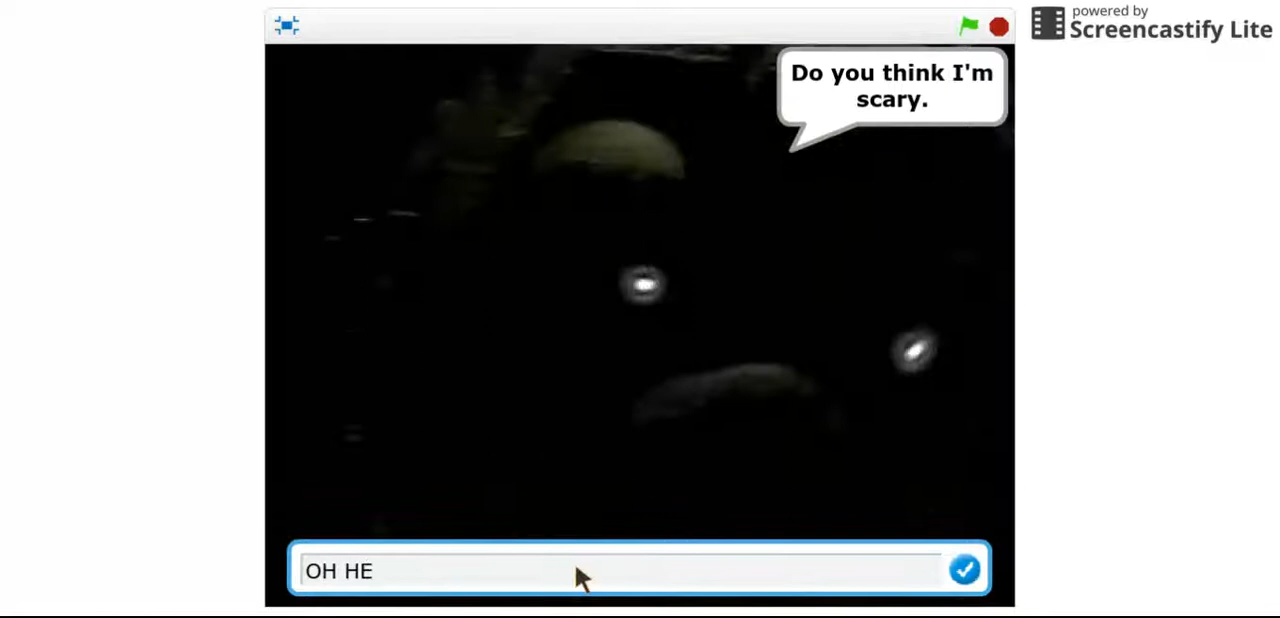 powered by
Screencastify Lite
Do you think I'm
scary.
OH HE